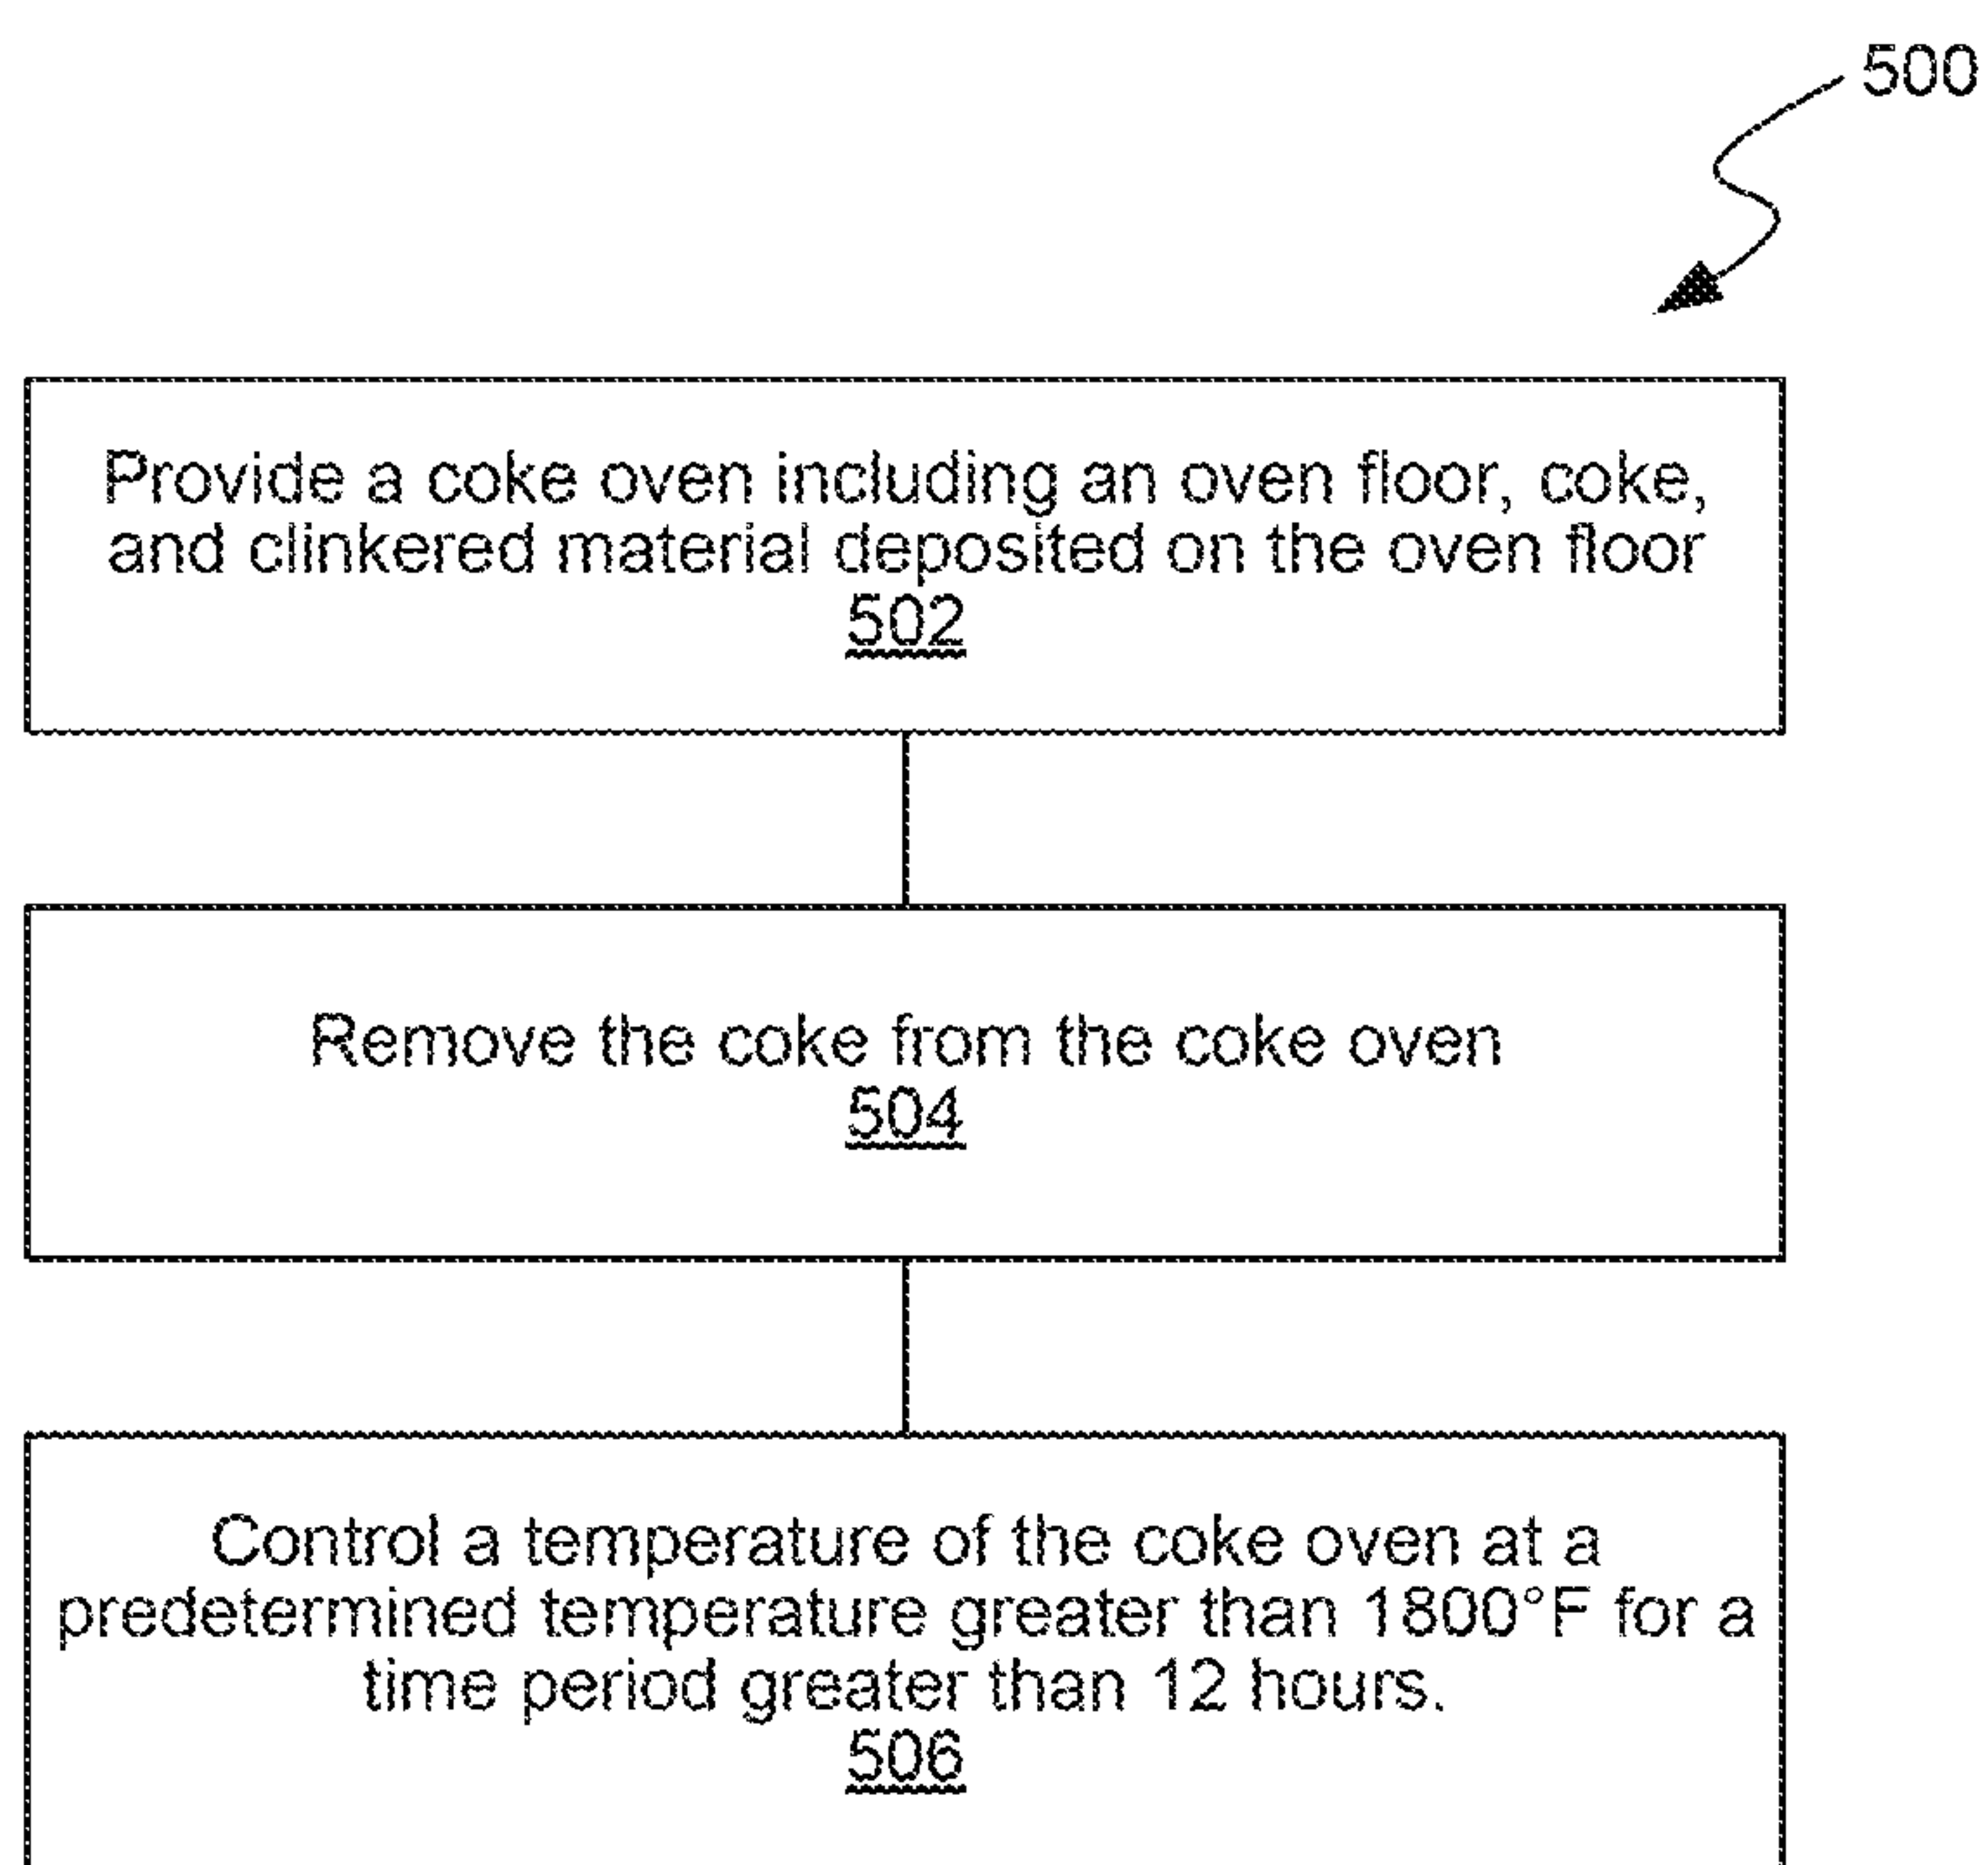 500
Provide a coke oven including an oven floor, coke,
and clinkered material deposited on the oven floor
502
Remove the coke from the coke oven
504
Control a temperature of the coke oven at a
predetermined temperature greater than 1800°F for a
time period greater than 12 hours.
506